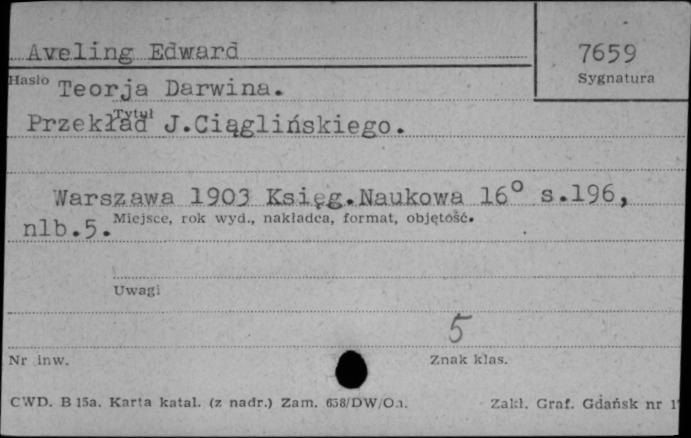 Aveling Edward
7659
Hasło
Sygnatura
Teorja Darwina.
Tytuł
Przekład J.Ciąglińskiego.
Warszawa 1903 Księg.Naukowa 16° s.196,
nlb.5.
Miejsce, rok wyd., nakładca, format, objętość.
Uwagi
5
Nr inw.
Znak klas.
CWD. B 15a. Karta katal. (z nadr.) Zam. 638/DW/On. Zakł. Graf. Gdańsk nr